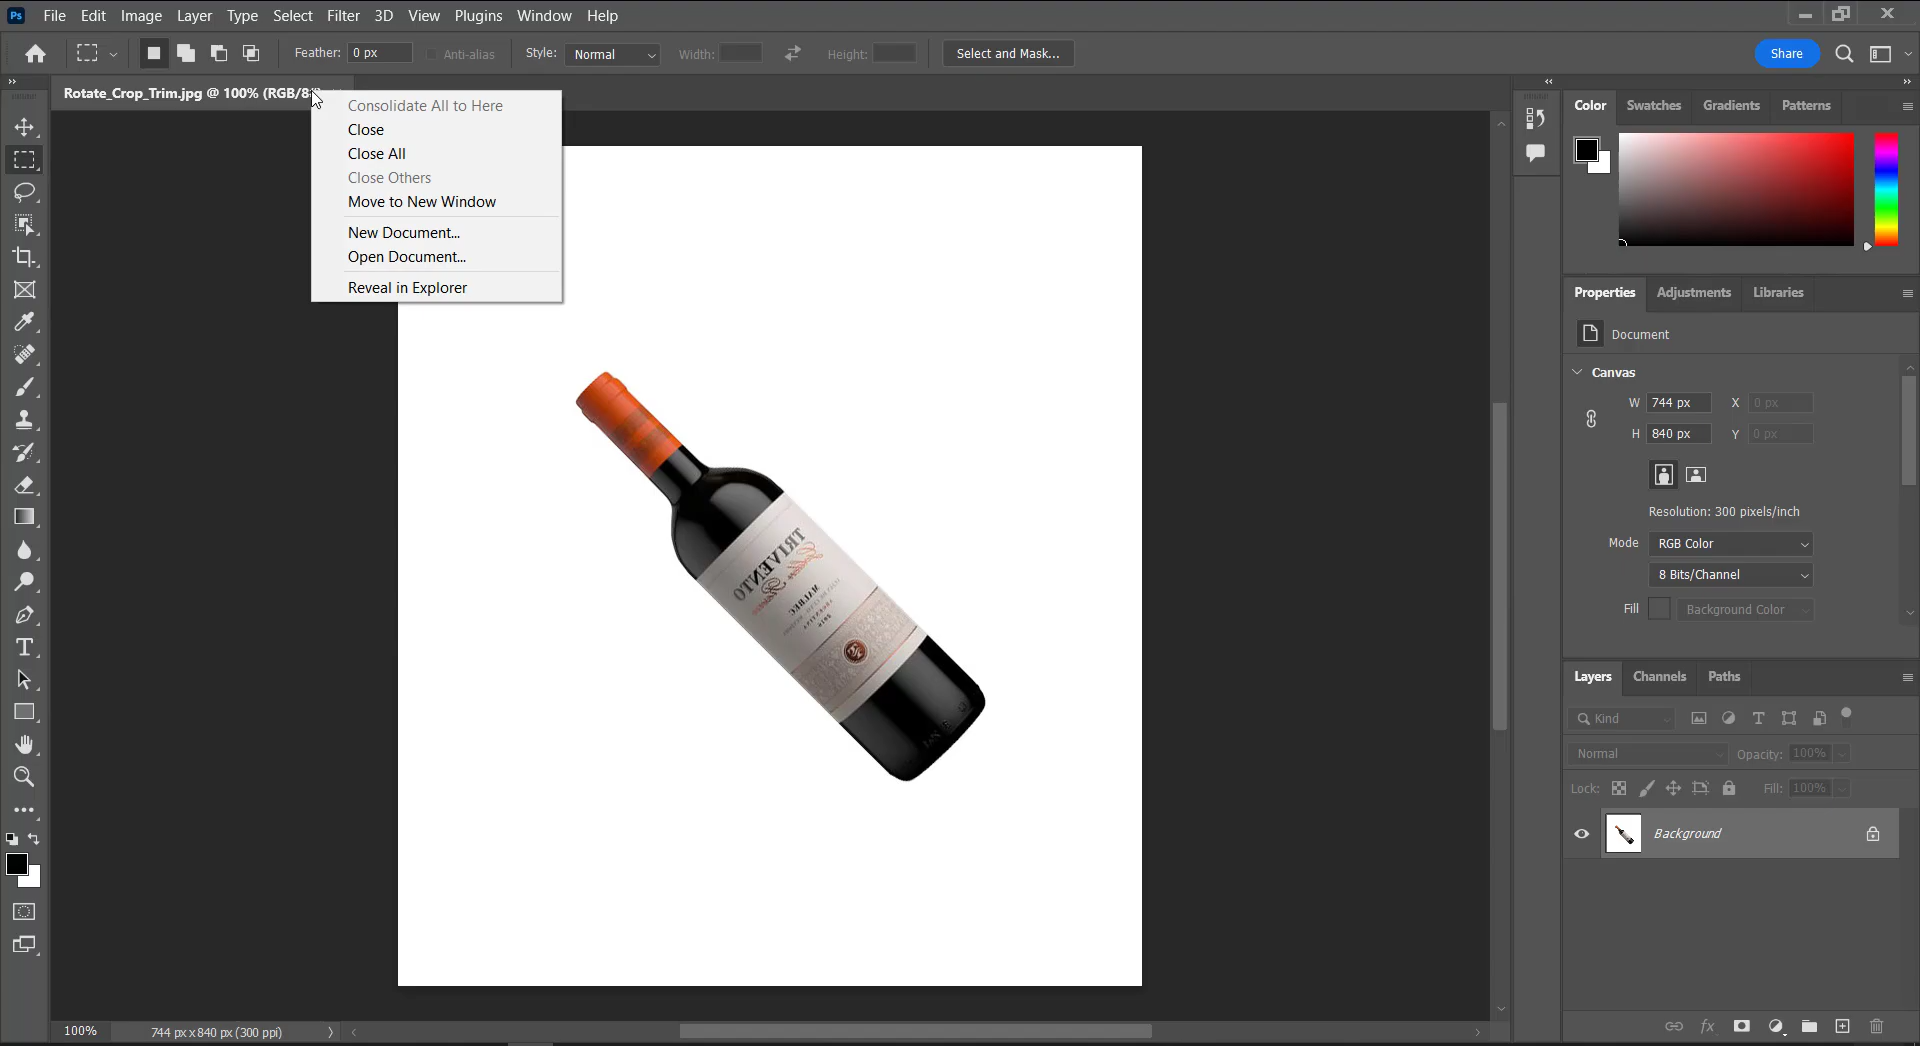 File Edit Image Layer Type Select Filter 3D View Plugins Window Help
Feather: 0 px Anti-alias Style: Normal Width: Height: Select and Mask... Share
Rotate_Crop_Trim.jpg @ 100% (RGB/8
Consolidate All to Here
Close
Close All
Close Others
Move to New Window
New Document...
Open Document...
Reveal in Explorer
TRIVENTO
MALBEC
Color Swatches Gradients Patterns
Properties Adjustments Libraries
Document
Canvas
W 744 px X 0 px
H 840 px Y 0 px
Resolution: 300 pixels/inch
Mode RGB Color
8 Bits/Channel
Fill Background Color
Layers Channels Paths
Kind
Normal Opacity: 100%
Lock: Fill: 100%
Background
100% 744 px x 840 px (300 ppi)